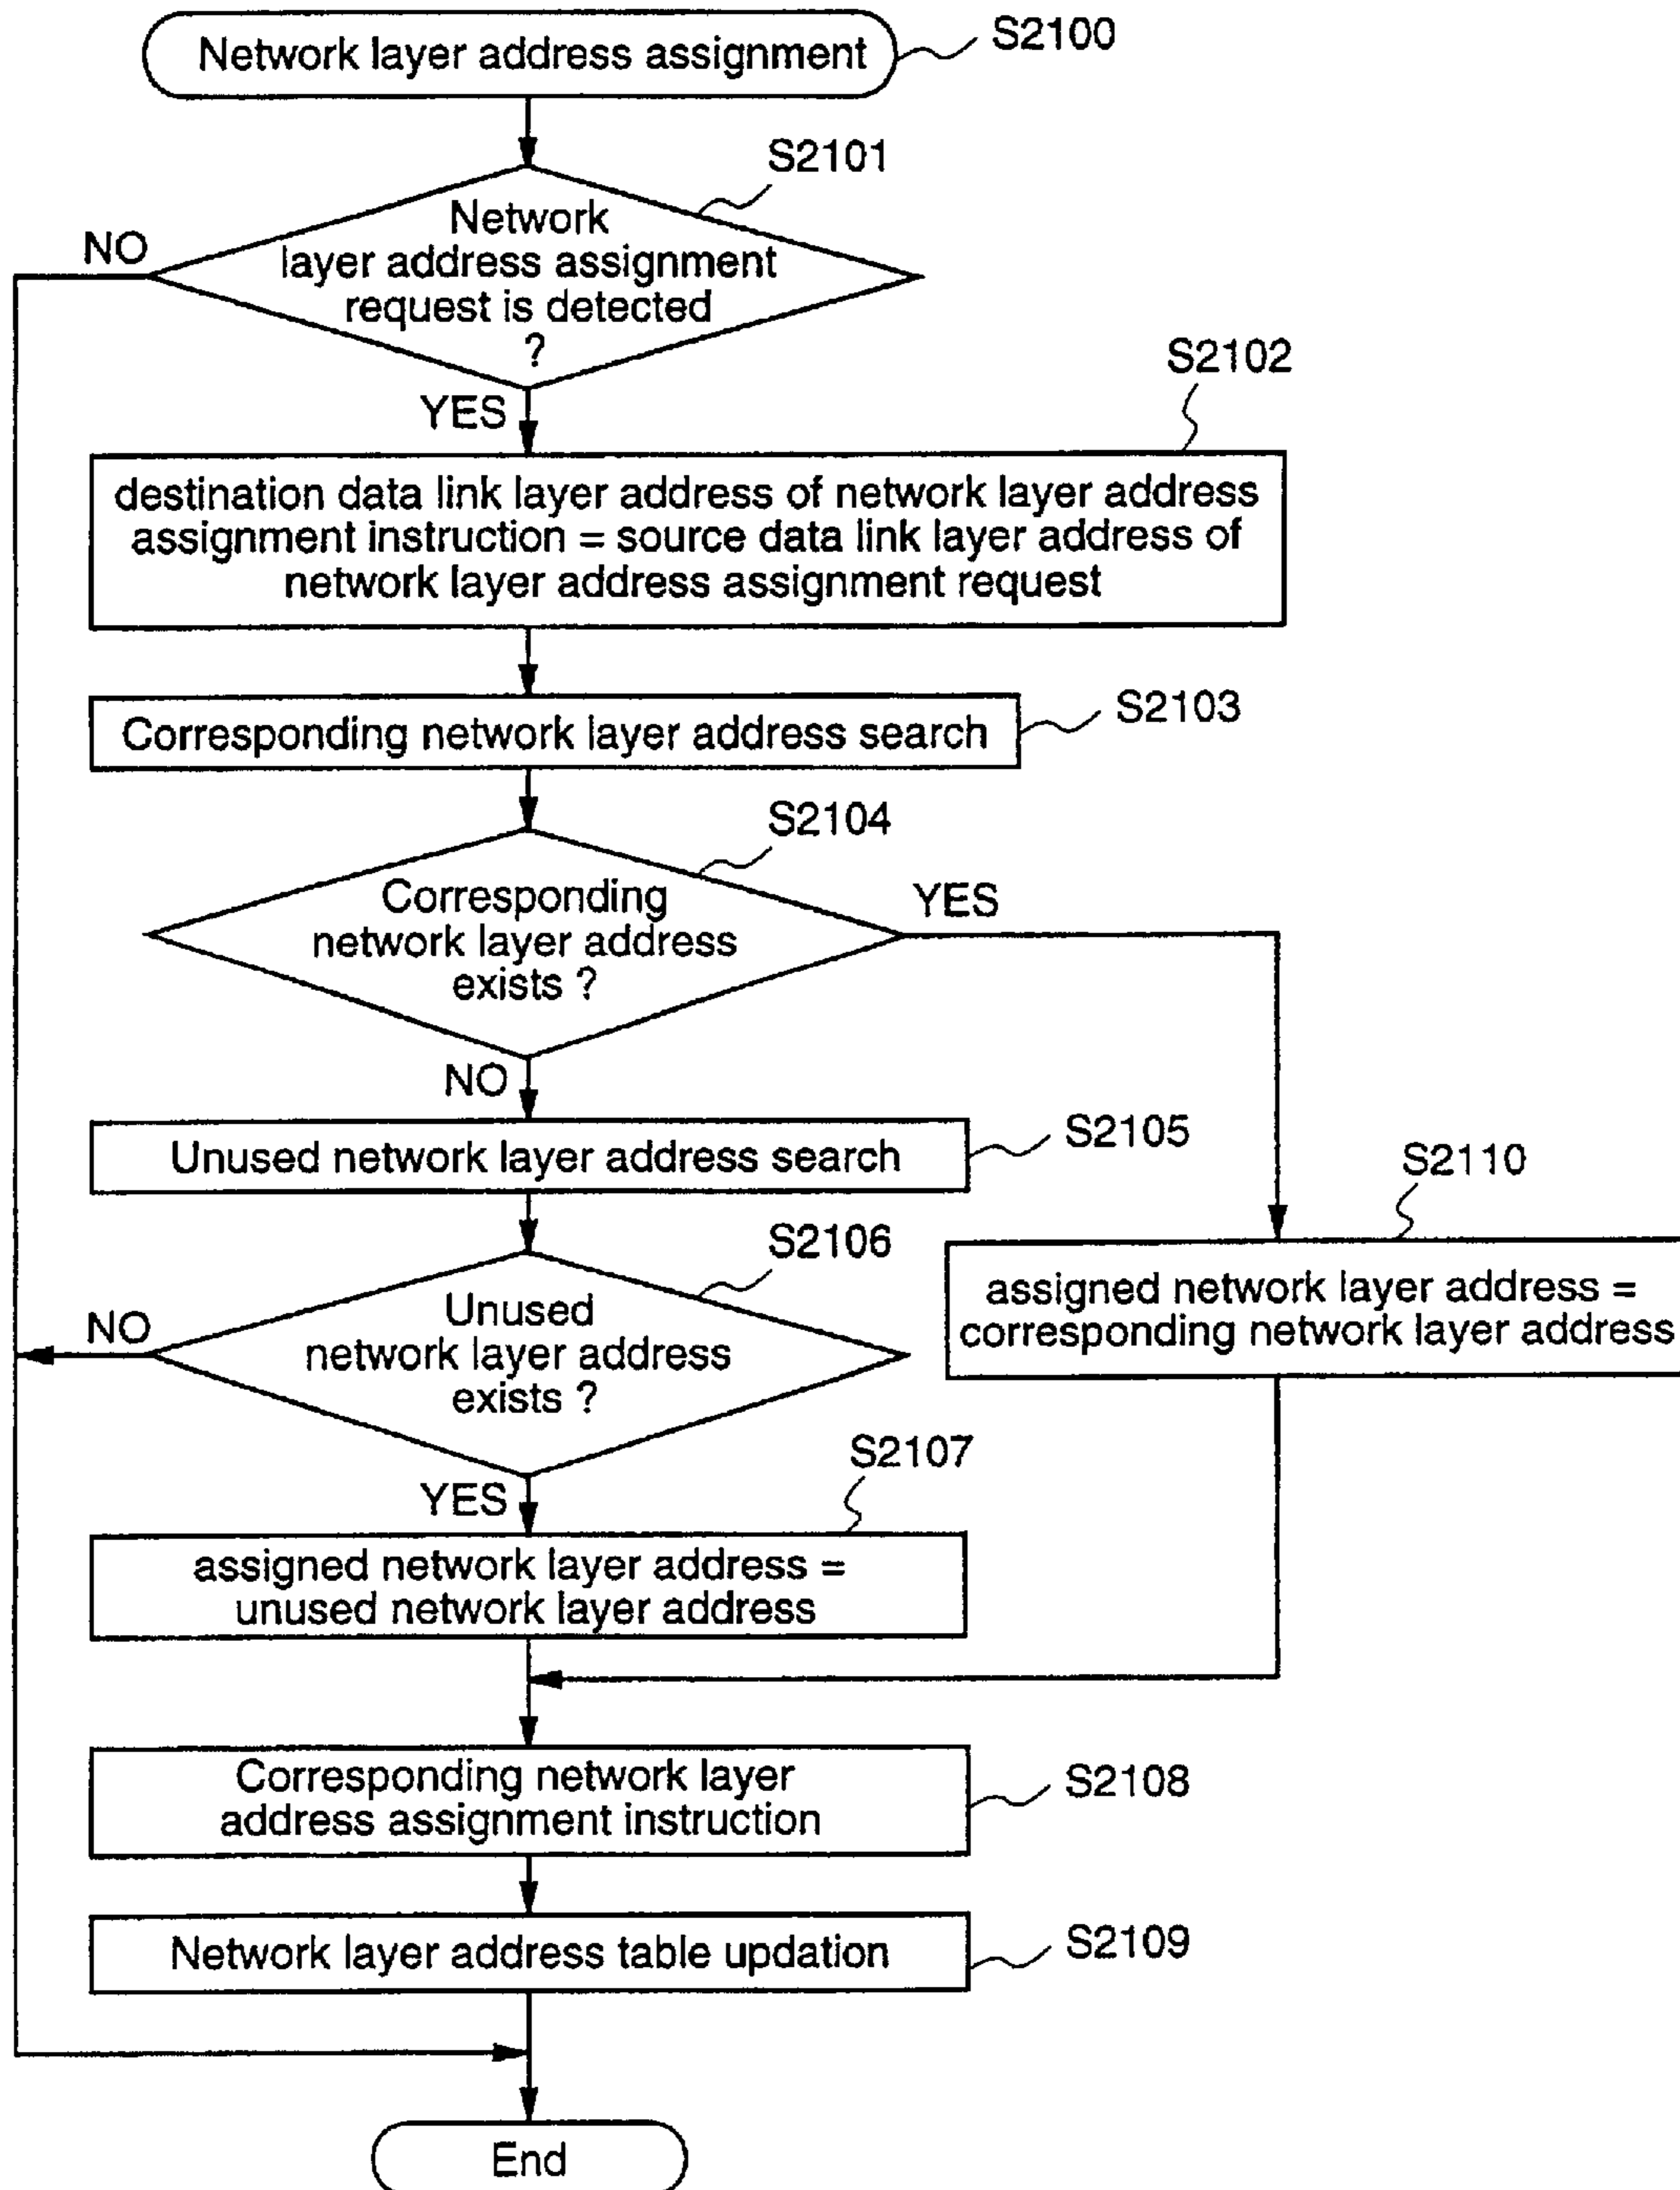 Network layer address assignment
S2100
S2101
Network
layer address assignment
request is detected
?
NO
YES
S2102
destination data link layer address of network layer address
assignment instruction = source data link layer address of
network layer address assignment request
Corresponding network layer address search
S2103
S2104
Corresponding
network layer address
exists ?
YES
NO
Unused network layer address search
S2105
S2110
assigned network layer address =
corresponding network layer address
S2106
Unused
network layer address
exists ?
NO
YES
S2107
assigned network layer address =
unused network layer address
Corresponding network layer
address assignment instruction
S2108
Network layer address table updation
S2109
End